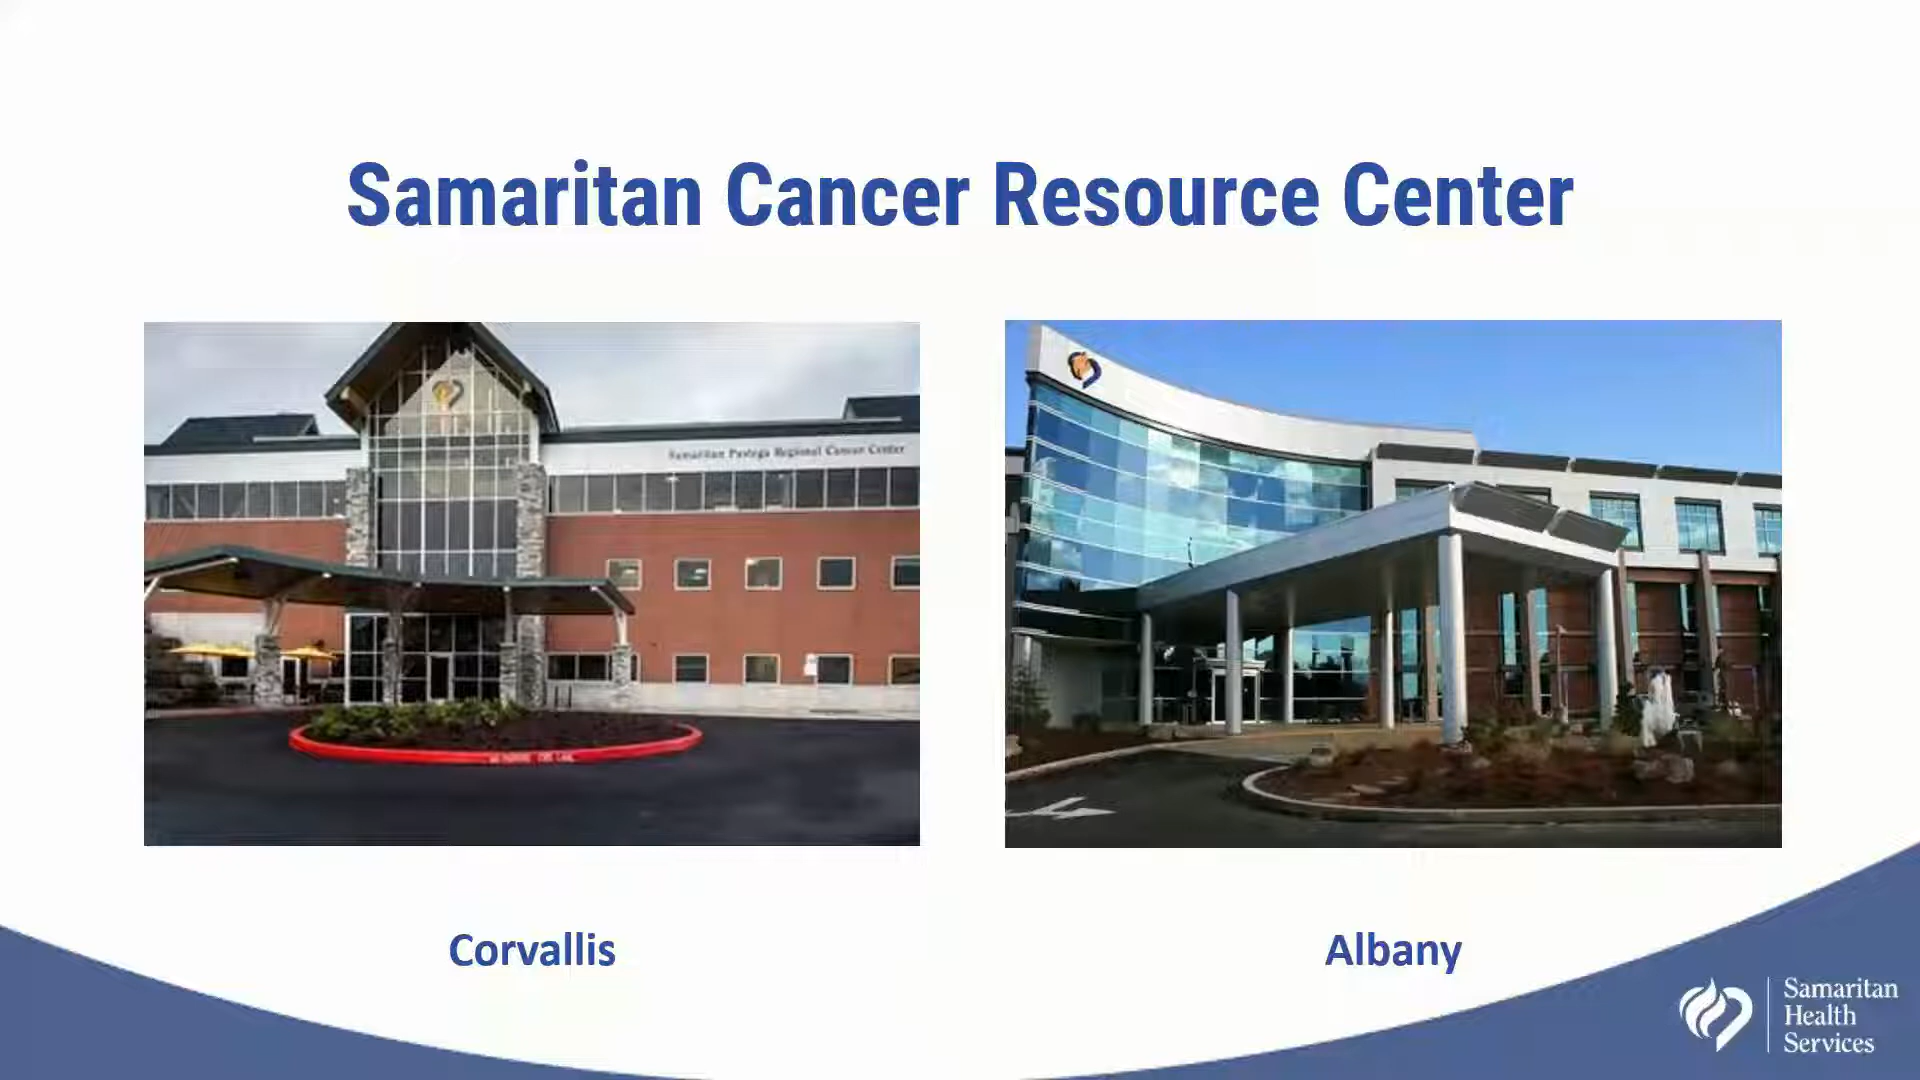 Samaritan Cancer Resource Center
Samaritan Pastega Regional Cancer Center
Corvallis
Albany
Samaritan
Health
Services